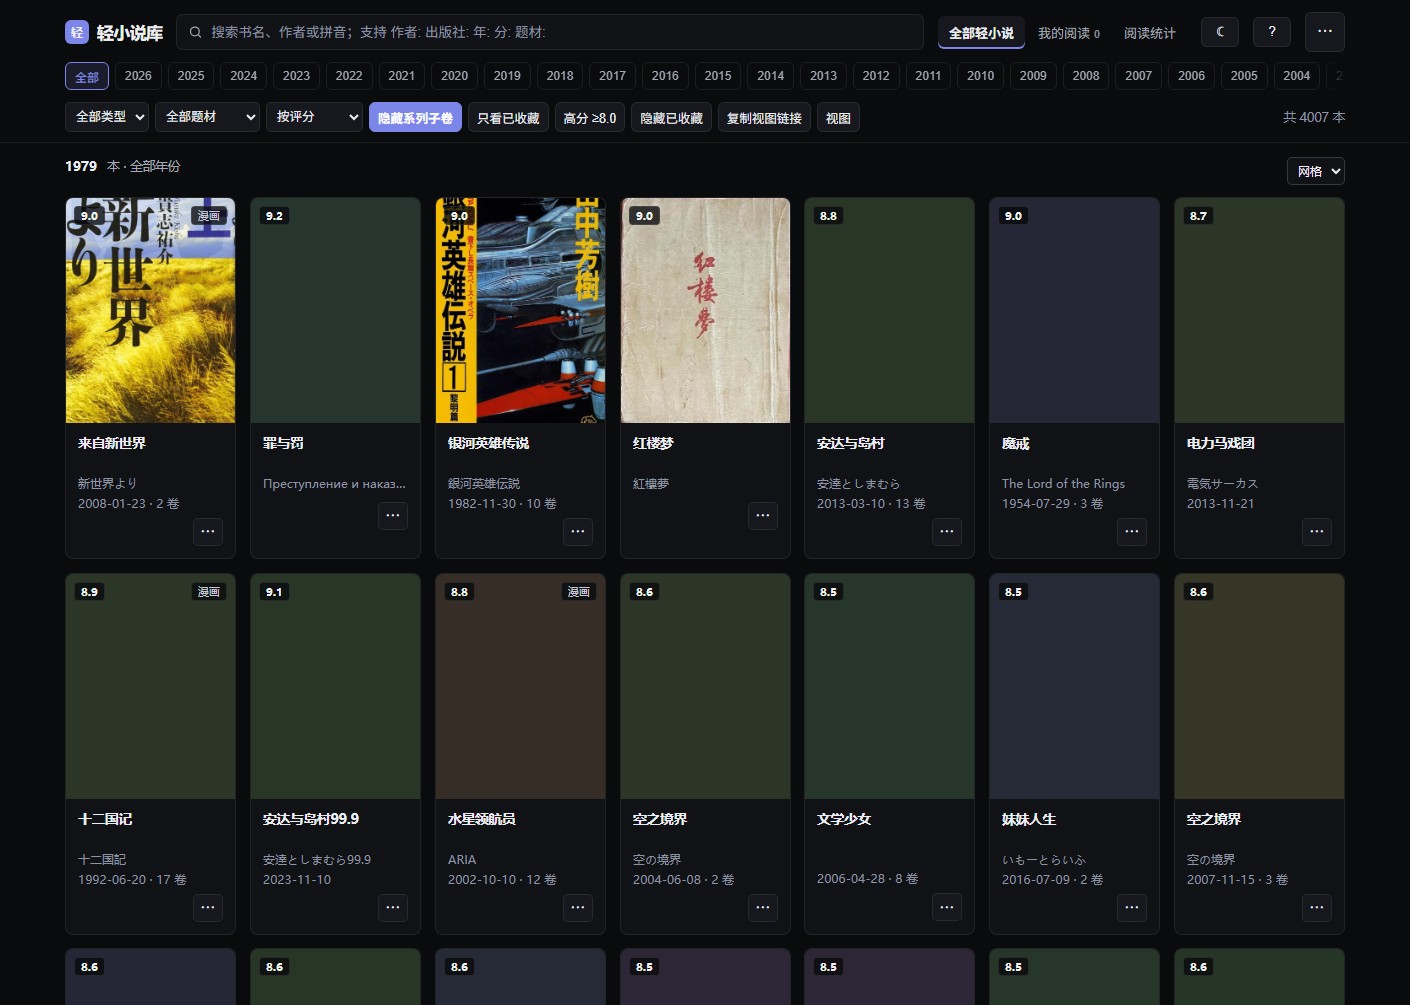 轻 轻小说库 搜索书名、作者或拼音；支持 作者: 出版社: 年: 分: 题材: 全部轻小说 我的阅读 0 阅读统计 ☾ ? ···
全部 2026 2025 2024 2023 2022 2021 2020 2019 2018 2017 2016 2015 2014 2013 2012 2011 2010 2009 2008 2007 2006 2005 2004
全部类型 全部题材 按评分 隐藏系列子卷 只看已收藏 高分 ≥8.0 隐藏已收藏 复制视图链接 视图 共 4007 本
1979 本 · 全部年份 网格
9.0 漫画 9.2 9.0 9.0 8.8 9.0 8.7
新世界より
貴志祐介
上
銀河英雄伝説
1
黎明篇
田中芳樹
红楼梦
来自新世界 罪与罚 银河英雄传说 红楼梦 安达与岛村 魔戒 电力马戏团
新世界より Преступление и наказ... 銀河英雄伝説 紅樓夢 安達としまむら The Lord of the Rings 電気サーカス
2008-01-23 · 2 卷 1982-11-30 · 10 卷 2013-03-10 · 13 卷 1954-07-29 · 3 卷 2013-11-21
··· ··· ··· ··· ··· ··· ···
8.9 漫画 9.1 8.8 漫画 8.6 8.5 8.5 8.6
十二国记 安达与岛村99.9 水星领航员 空之境界 文学少女 妹妹人生 空之境界
十二国記 安達としまむら99.9 ARIA 空の境界 いもーとらいふ 空の境界
1992-06-20 · 17 卷 2023-11-10 2002-10-10 · 12 卷 2004-06-08 · 2 卷 2006-04-28 · 8 卷 2016-07-09 · 2 卷 2007-11-15 · 3 卷
··· ··· ··· ··· ··· ··· ···
8.6 8.6 8.6 8.5 8.5 8.5 8.6